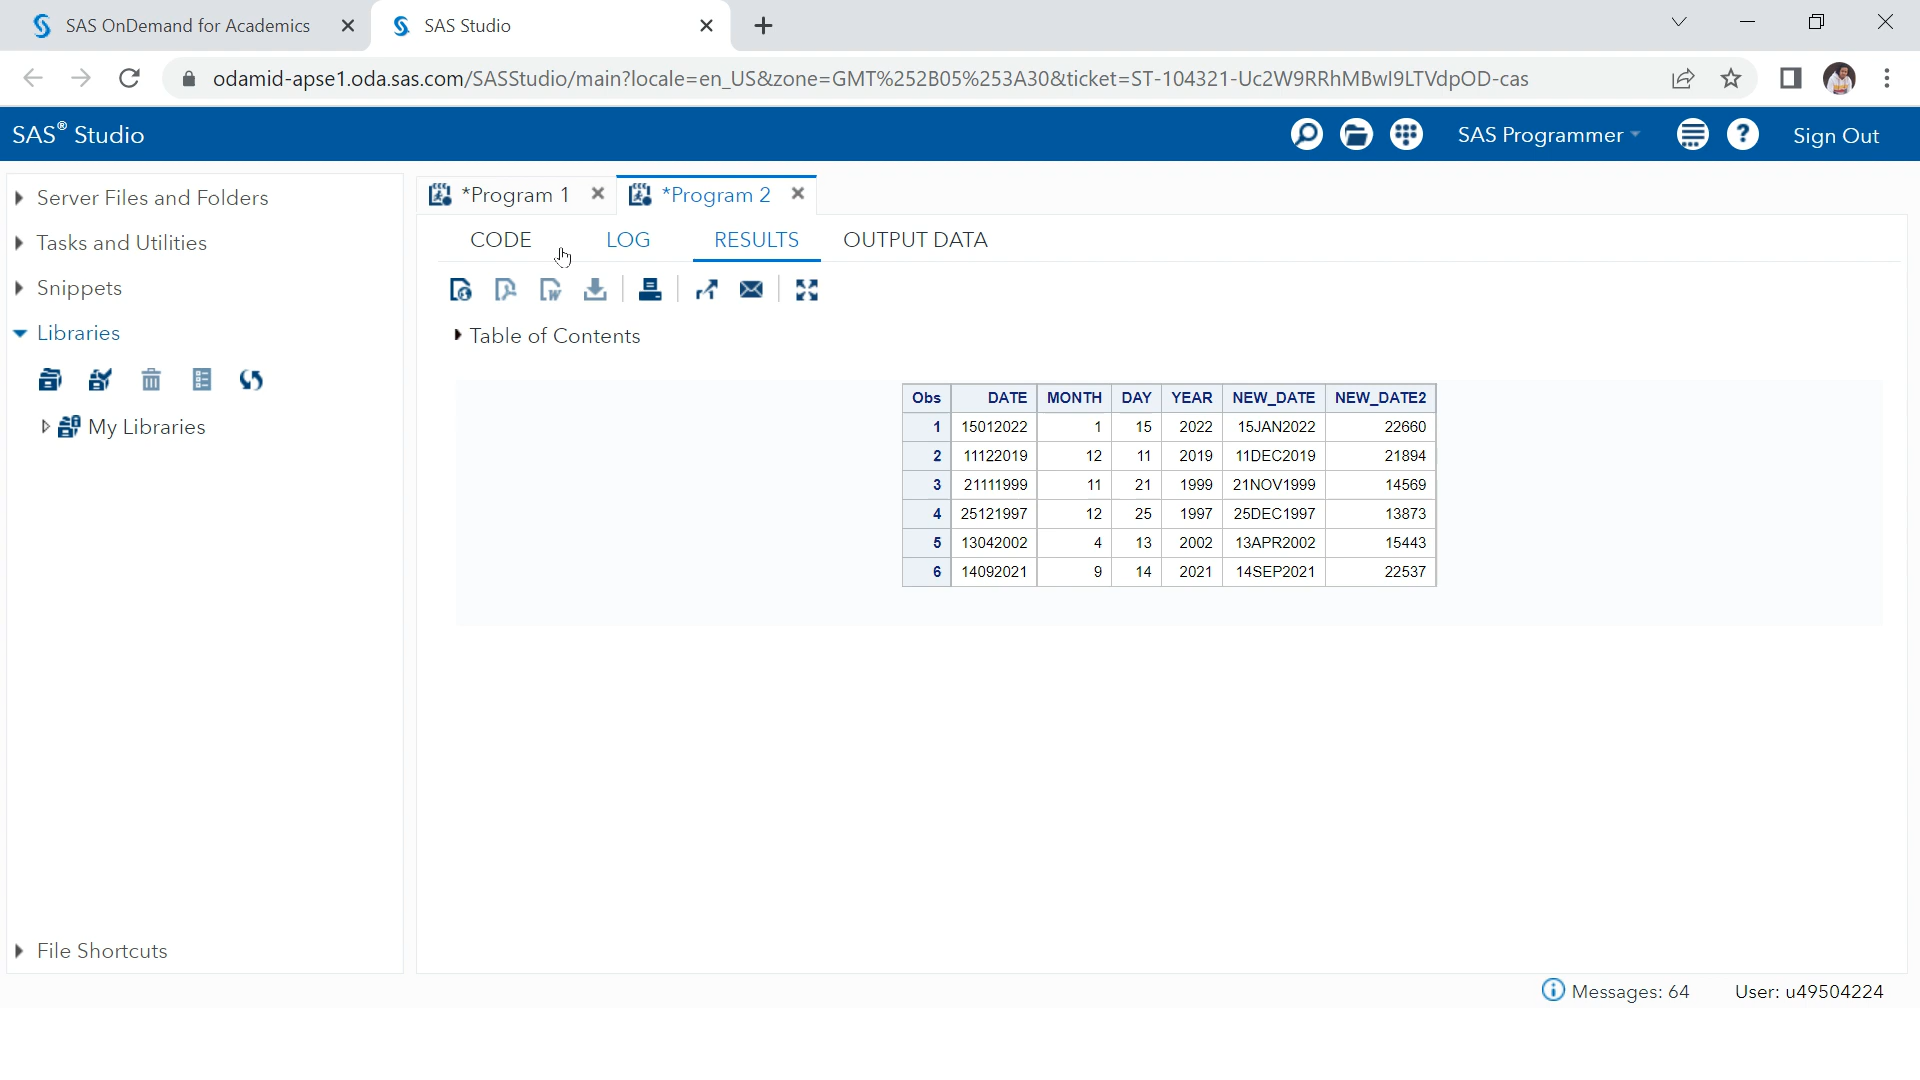 SAS OnDemand for Academics
SAS Studio
odamid-apse1.oda.sas.com/SASStudio/main?locale=en_US&zone=GMT%252B05%253A30&ticket=ST-104321-Uc2W9RRhMBwI9LTVdpOD-cas
SAS® Studio
SAS Programmer
Sign Out
Server Files and Folders
Tasks and Utilities
Snippets
Libraries
My Libraries
File Shortcuts
*Program 1
*Program 2
CODE LOG RESULTS OUTPUT DATA
Table of Contents
Obs DATE MONTH DAY YEAR NEW_DATE NEW_DATE2
1 15012022 1 15 2022 15JAN2022 22660
2 11122019 12 11 2019 11DEC2019 21894
3 21111999 11 21 1999 21NOV1999 14569
4 25121997 12 25 1997 25DEC1997 13873
5 13042002 4 13 2002 13APR2002 15443
6 14092021 9 14 2021 14SEP2021 22537
Messages: 64
User: u49504224